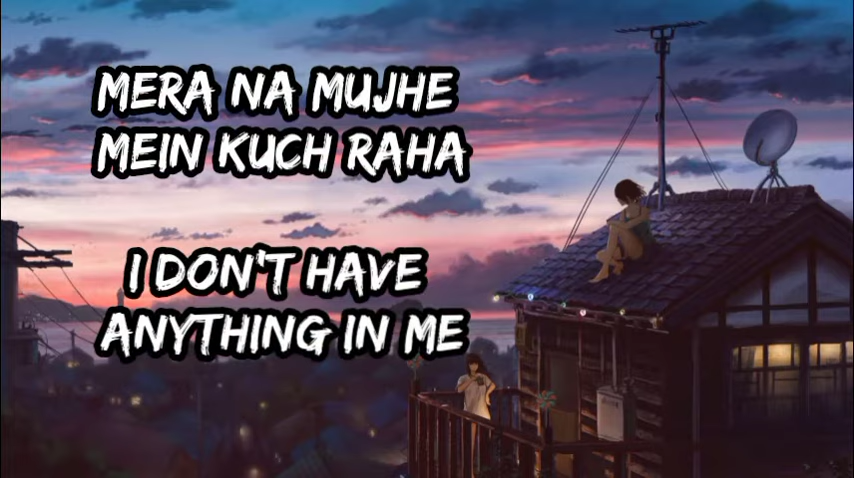 MERA NA MUJHE
MEIN KUCH RAHA
I DON'T HAVE
ANYTHING IN ME